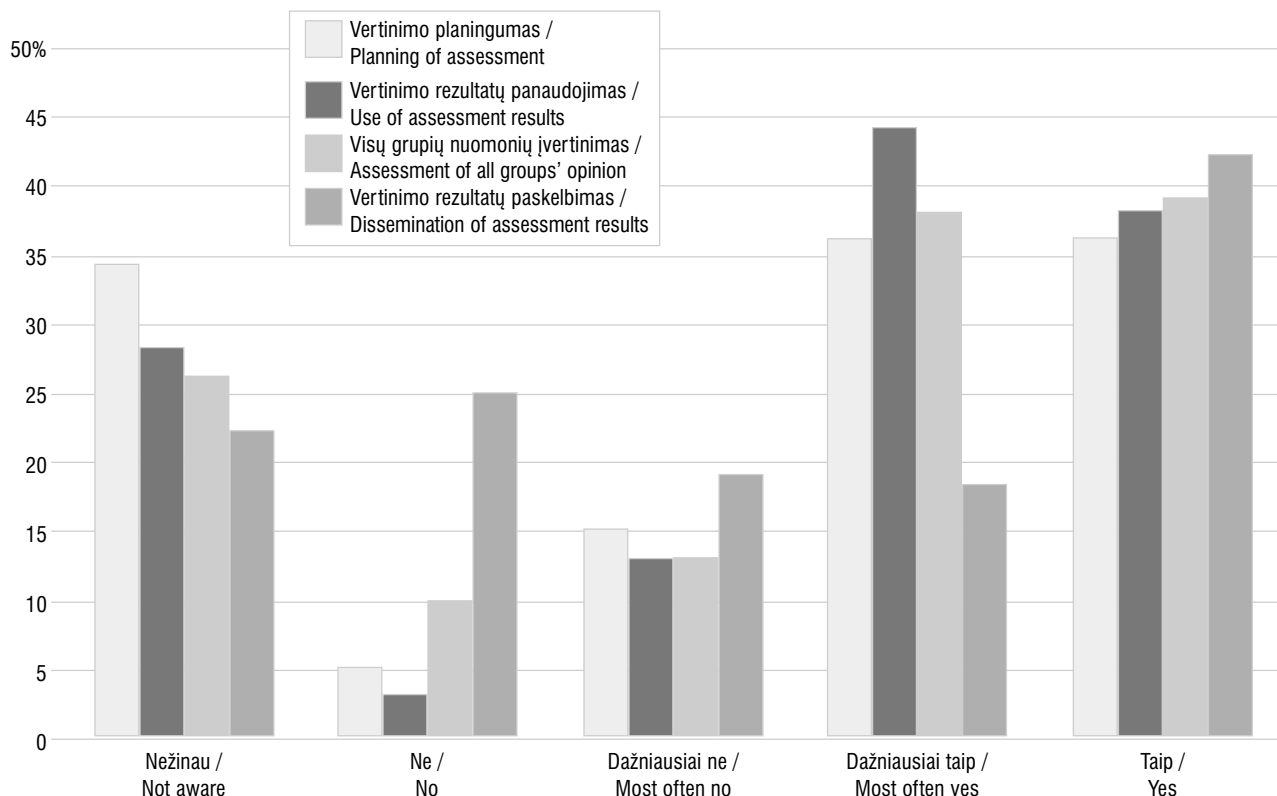 Vertinimo planingumas /
Planning of assessment
Vertinimo rezultatų panaudojimas /
Use of assessment results
Visų grupių nuomonių įvertinimas /
Assessment of all groups' opinion
Vertinimo rezultatų paskelbimas /
Dissemination of assessment results
50%
45
40
35
30
25
20
15
10
5
0
Nežinau /
Not aware
Ne /
No
Dažniausiai ne /
Most often no
Dažniausiai taip /
Most often yes
Taip /
Yes